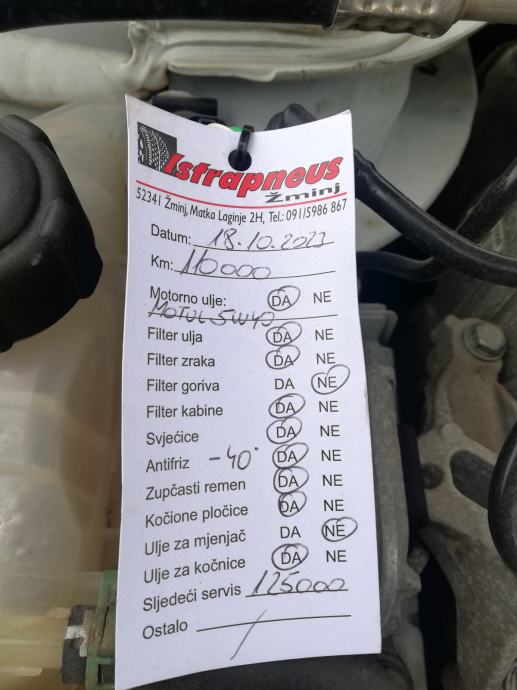 Istrapneus
Žminj
52341 Žminj, Matka Laginje 2H, Tel.: 091/5986 867
Datum: 18.10.2023
Km: 110000
Motorno ulje: DA NE
MOTUL 5W40
Filter ulja DA NE
Filter zraka DA NE
Filter goriva DA NE
Filter kabine DA NE
Svjećice DA NE
Antifriz -40° DA NE
Zupčasti remen DA NE
Kočione pločice DA NE
Ulje za mjenjač DA NE
Ulje za kočnice DA NE
Sljedeći servis 125000
Ostalo /